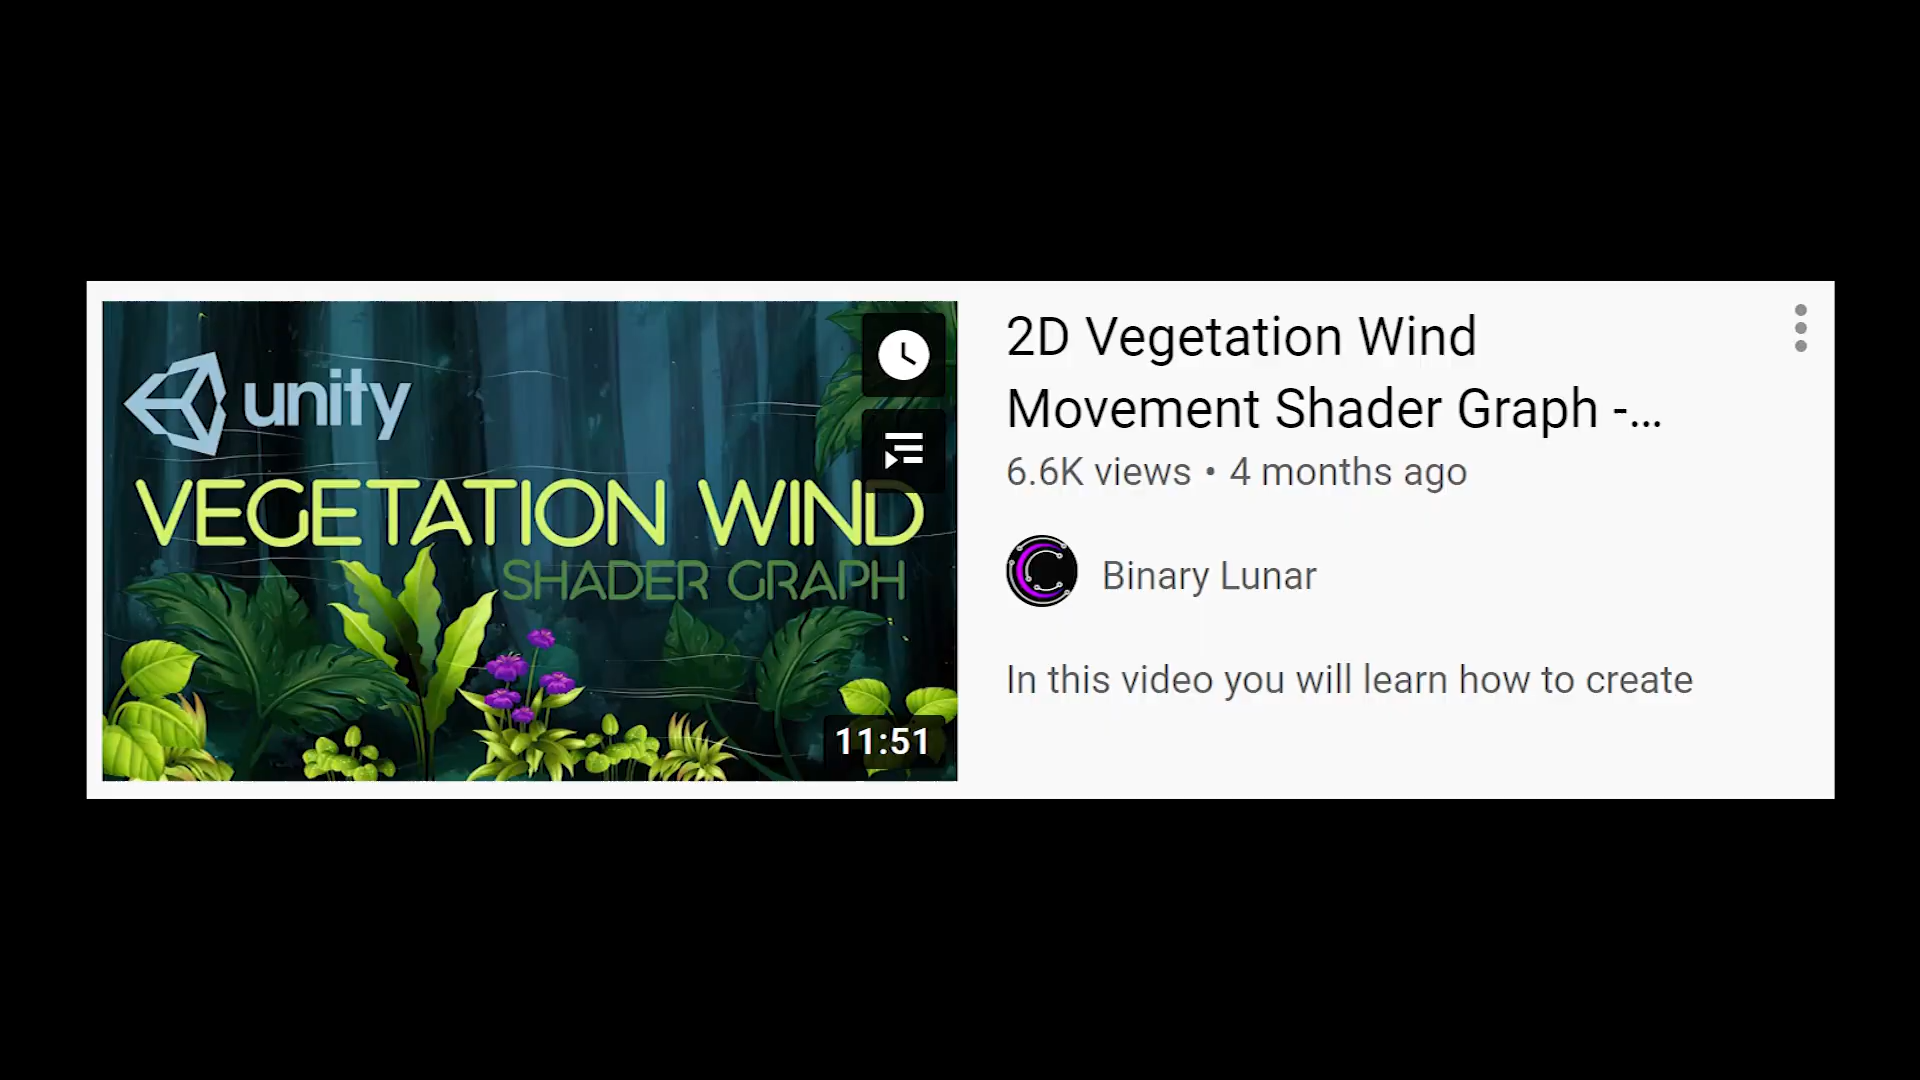 unity
VEGETATION WIND
SHADER GRAPH
11:51
2D Vegetation Wind
Movement Shader Graph -...
6.6K views • 4 months ago
Binary Lunar
In this video you will learn how to create